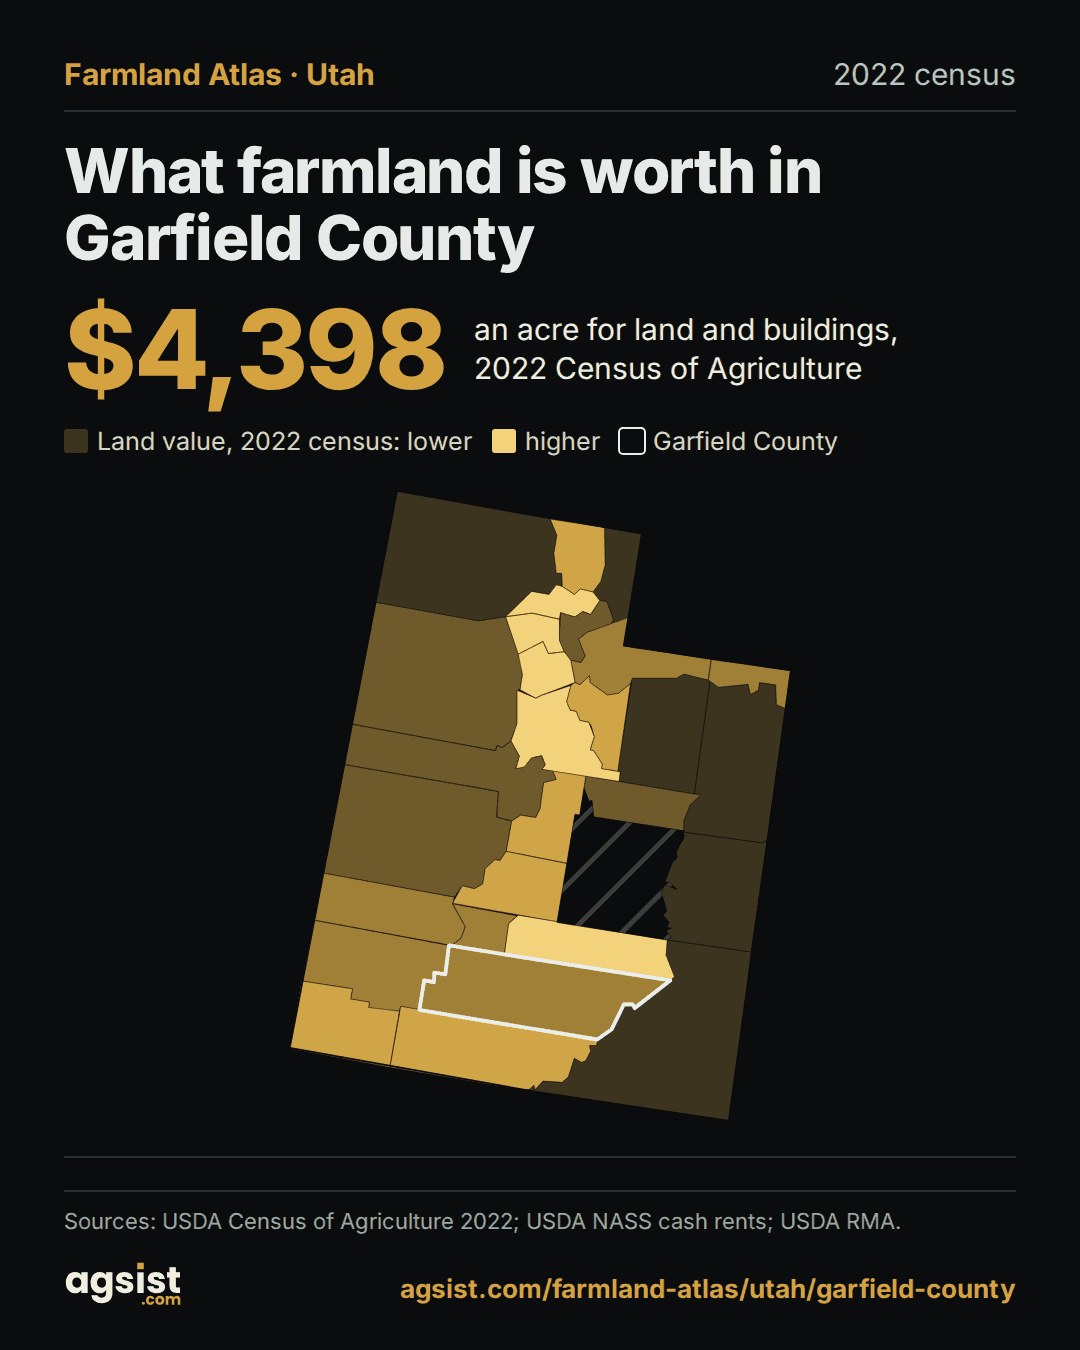 Farmland Atlas · Utah
2022 census
What farmland is worth in
Garfield County
$4,398
an acre for land and buildings,
2022 Census of Agriculture
Land value, 2022 census: lower
higher
Garfield County
Sources: USDA Census of Agriculture 2022; USDA NASS cash rents; USDA RMA.
agsist
.com
agsist.com/farmland-atlas/utah/garfield-county